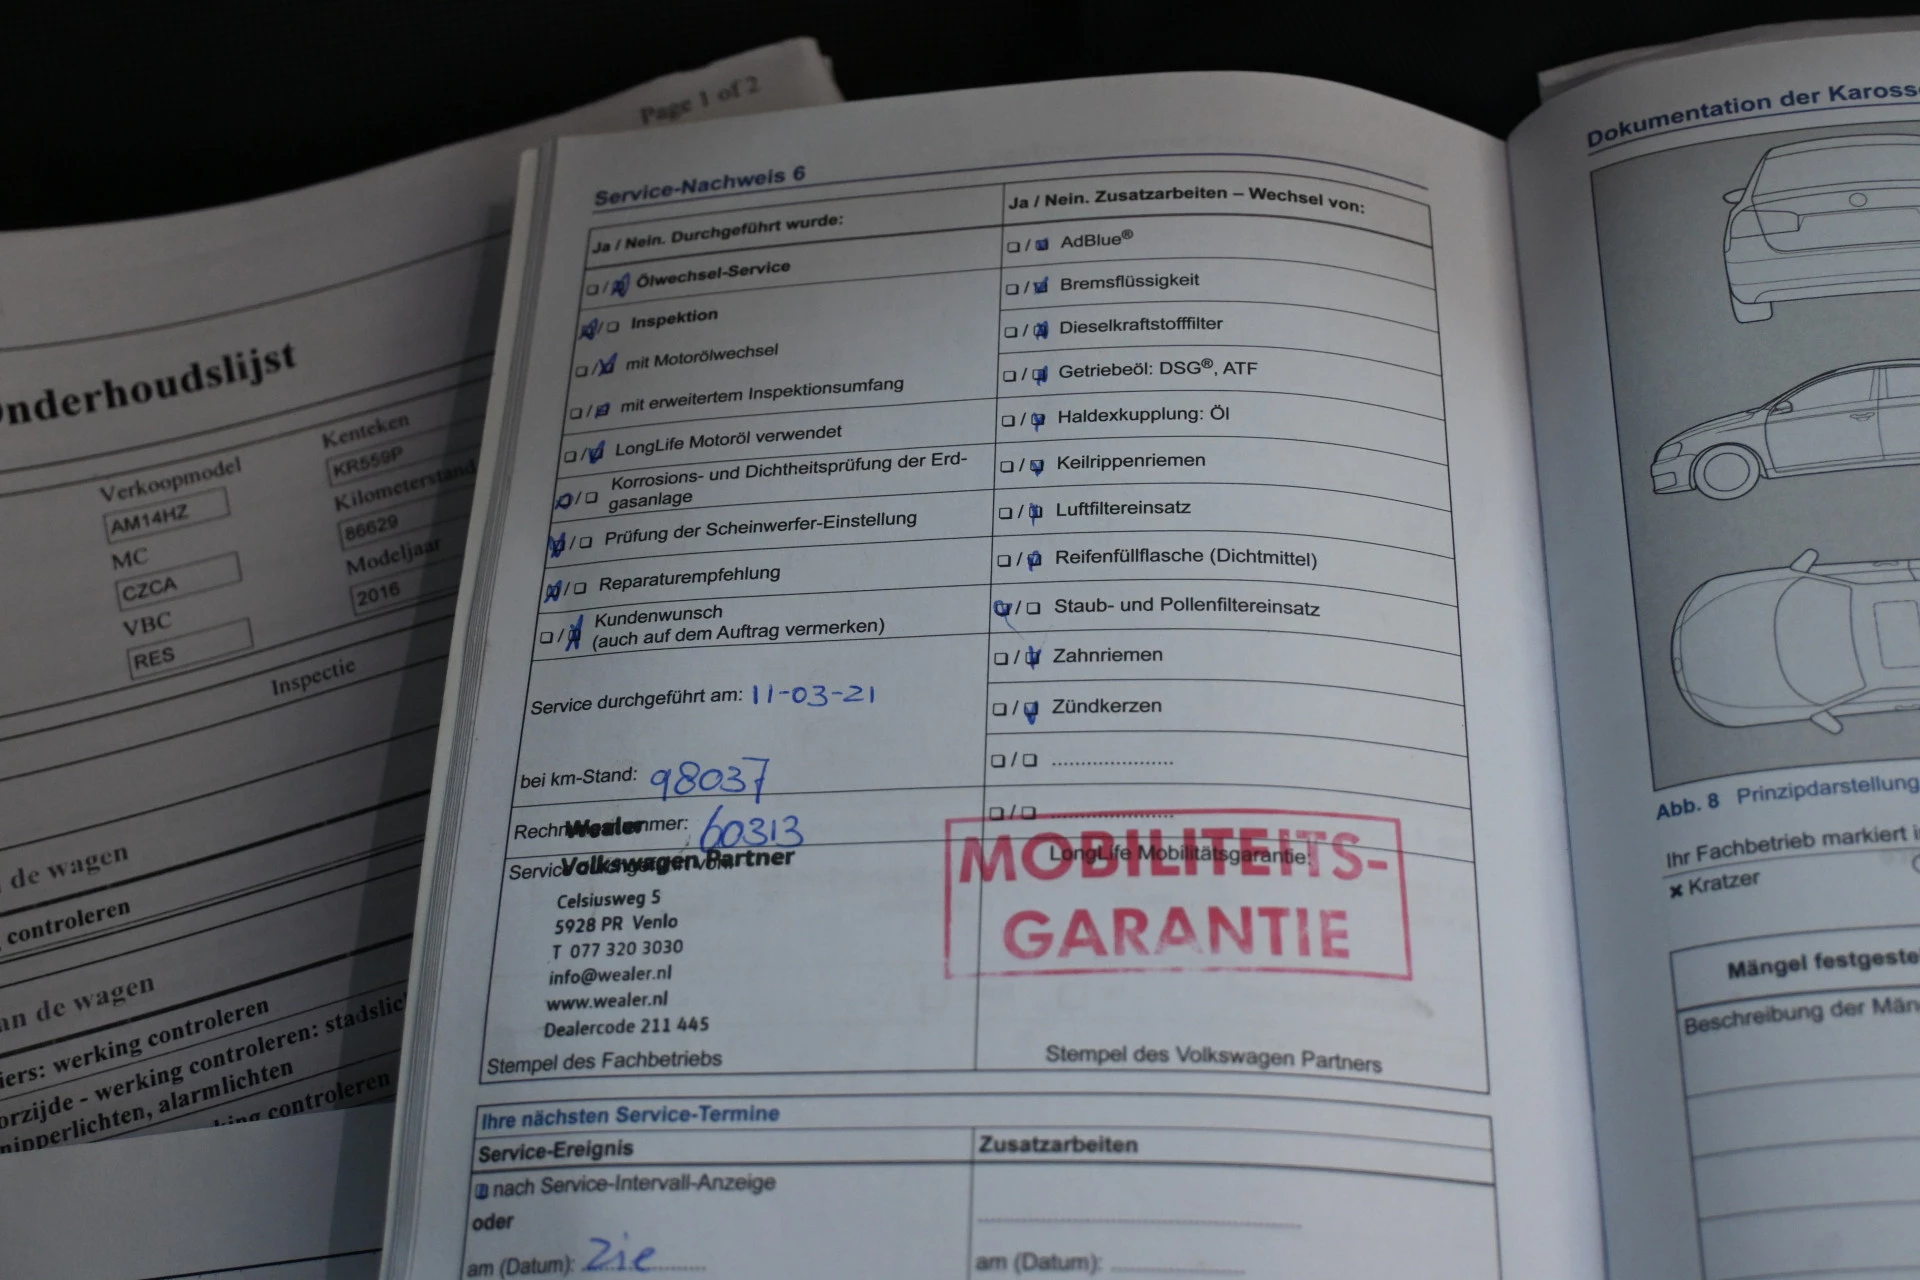 Page 1 of 2
Onderhoudslijst
Verkoopmodel
AM14HZ
MC
CZCA
VBC
RES
Kenteken
KR559P
Kilometerstand
86629
Modeljaar
2016
Inspectie
de wagen
controleren
an de wagen
iers: werking controleren
orzijde - werking controleren: stadslic
nipperlichten, alarmlichten
king controleren
Service-Nachweis 6
Ja / Nein. Durchgeführt wurde:
Ölwechsel-Service
Inspektion
mit Motorölwechsel
mit erweitertem Inspektionsumfang
LongLife Motoröl verwendet
Korrosions- und Dichtheitsprüfung der Erd-
gasanlage
Prüfung der Scheinwerfer-Einstellung
Reparaturempfehlung
Kundenwunsch
(auch auf dem Auftrag vermerken)
Service durchgeführt am: 11-03-21
bei km-Stand: 98037
Rechn mmer: 60313
Wealer
Servic
Volkswagen Partner
Celsiusweg 5
5928 PR Venlo
T 077 320 3030
info@wealer.nl
www.wealer.nl
Dealercode 211 445
Stempel des Fachbetriebs
Ja / Nein. Zusatzarbeiten – Wechsel von:
AdBlue®
Bremsflüssigkeit
Dieselkraftstofffilter
Getriebeöl: DSG®, ATF
Haldexkupplung: Öl
Keilrippenriemen
Luftfiltereinsatz
Reifenfüllflasche (Dichtmittel)
Staub- und Pollenfiltereinsatz
Zahnriemen
Zündkerzen
LongLife Mobilitätsgarantie:
MOBILITEITS-
GARANTIE
Stempel des Volkswagen Partners
Ihre nächsten Service-Termine
Service-Ereignis
Zusatzarbeiten
nach Service-Intervall-Anzeige
oder
am (Datum): Zie
am (Datum):
Dokumentation der Karosse
Abb. 8 Prinzipdarstellung
Ihr Fachbetrieb markiert i
× Kratzer
Mängel festgeste
Beschreibung der Män